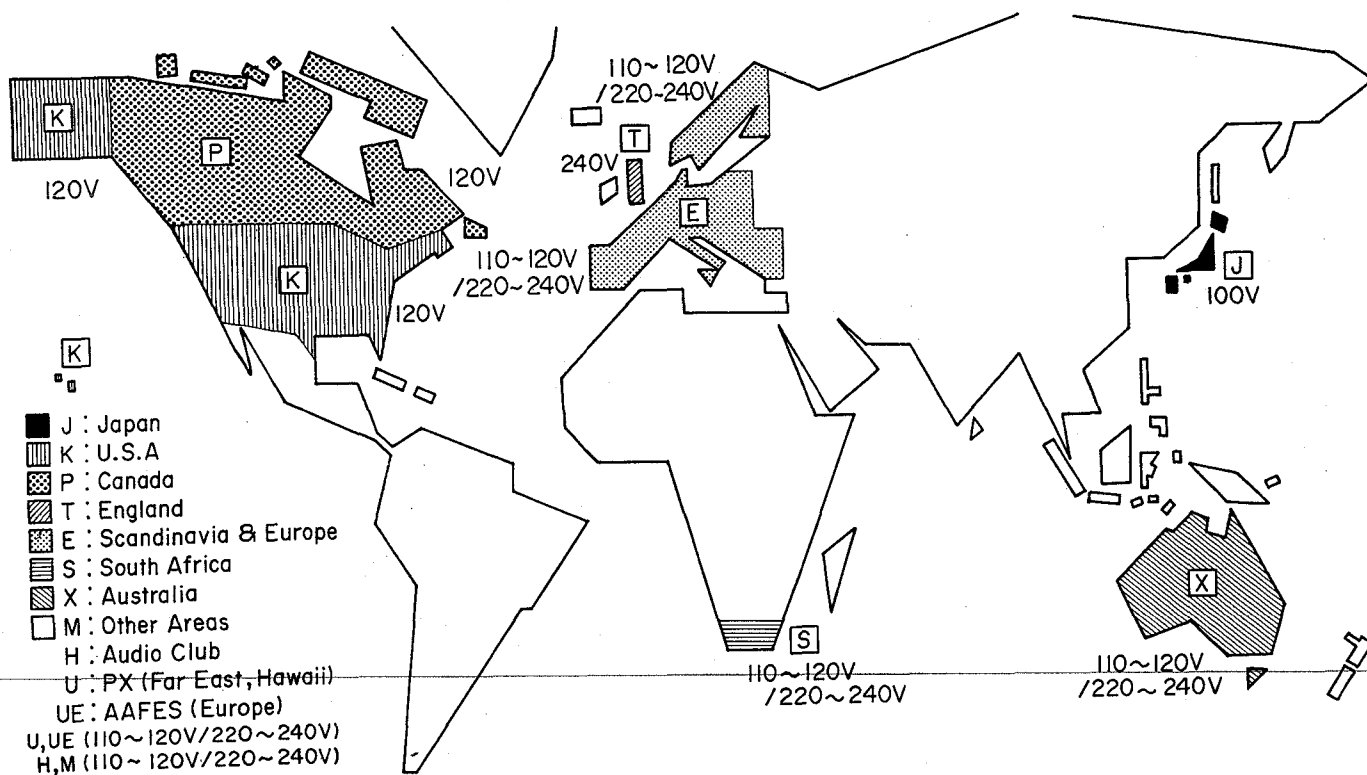 110~120V
/220~240V
K
P
T
240V
120V
120V
E
K
110~120V
/220~240V
J
100V
120V
K
J : Japan
K : U.S.A
P : Canada
T : England
E : Scandinavia & Europe
S : South Africa
X : Australia
M : Other Areas
H : Audio Club
U : PX (Far East, Hawaii)
UE : AAFES (Europe)
U,UE (110~120V/220~240V)
H,M (110~120V/220~240V)
X
S
110~120V
/220~240V
110~120V
/220~240V